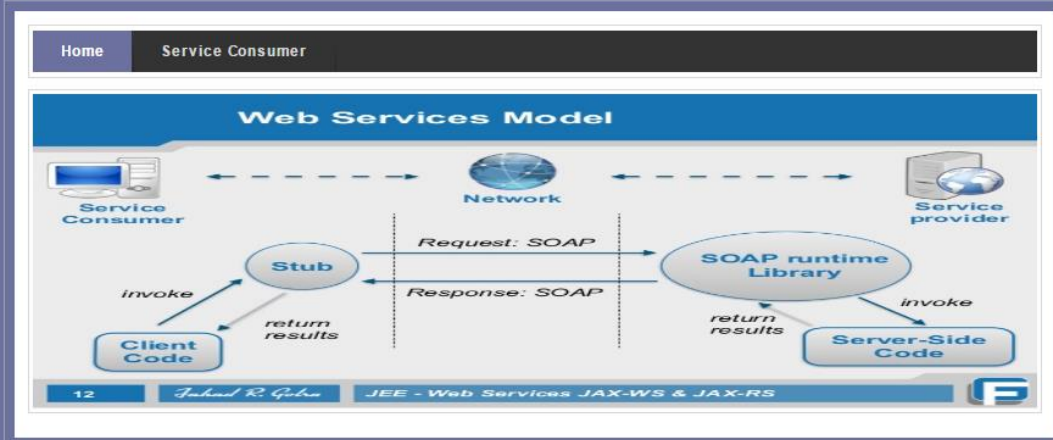 Home Service Consumer
Web Services Model
Service
Consumer
Network
Service
provider
Request: SOAP
Stub
SOAP runtime
Library
Response: SOAP
invoke
return
results
Client
Code
invoke
return
results
Server-Side
Code
12 Fahad R. Golra JEE - Web Services JAX-WS & JAX-RS